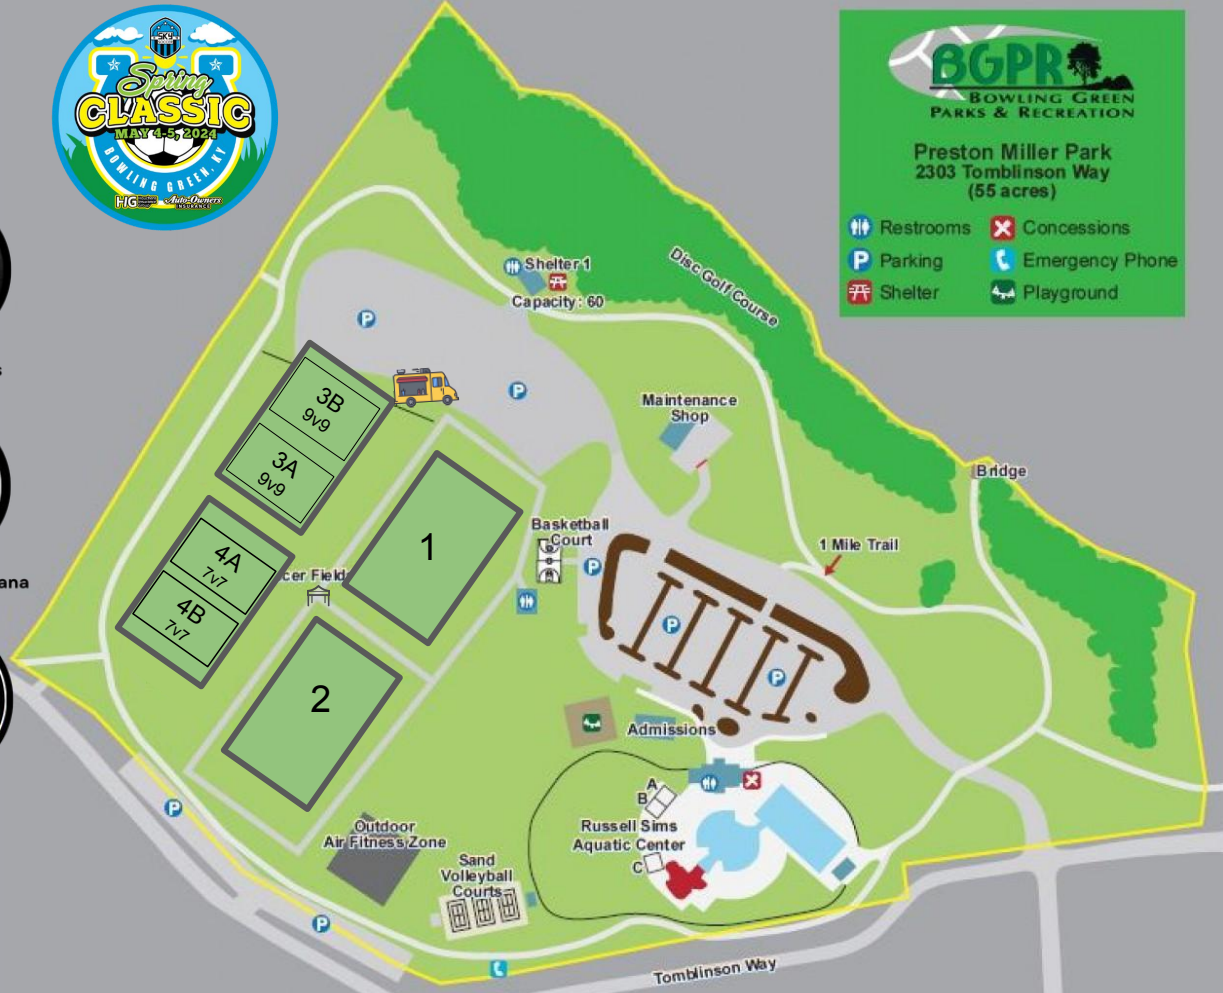 SKY
Spring
CLASSIC
MAY 4-5, 2024
BOWLING GREEN, KY
HG
Auto-Owners
INSURANCE
BGPR
BOWLING GREEN
PARKS & RECREATION
Preston Miller Park
2303 Tomblinson Way
(55 acres)
Restrooms
Concessions
P Parking
Emergency Phone
Shelter
Playground
Shelter 1
Capacity: 60
Disc Golf Course
P
P
3B
9v9
3A
9v9
4A
7v7
4B
7v7
1
2
cer Field
Maintenance
Shop
Bridge
Basketball
Court
P
1 Mile Trail
P
P
Admissions
A
B
Russell Sims
Aquatic Center
C
Outdoor
Air Fitness Zone
Sand
Volleyball
Courts
P
P
Tomblinson Way
s
ana